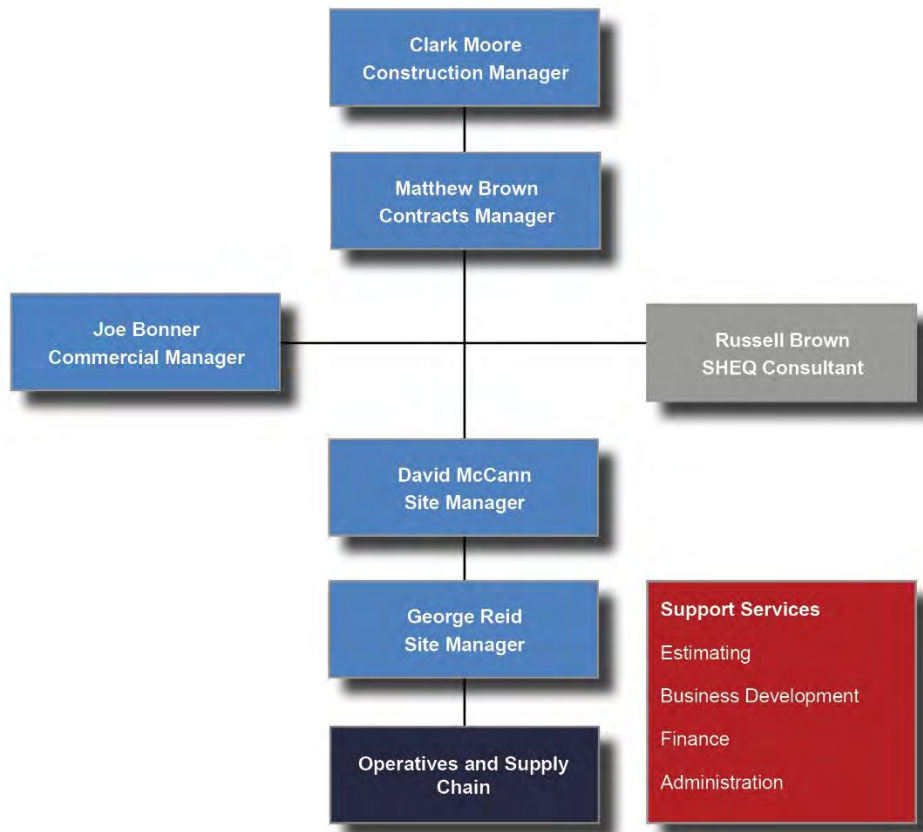 Clark Moore
Construction Manager
Matthew Brown
Contracts Manager
Joe Bonner
Commercial Manager
Russell Brown
SHEQ Consultant
David McCann
Site Manager
George Reid
Site Manager
Operatives and Supply
Chain
Support Services
Estimating
Business Development
Finance
Administration